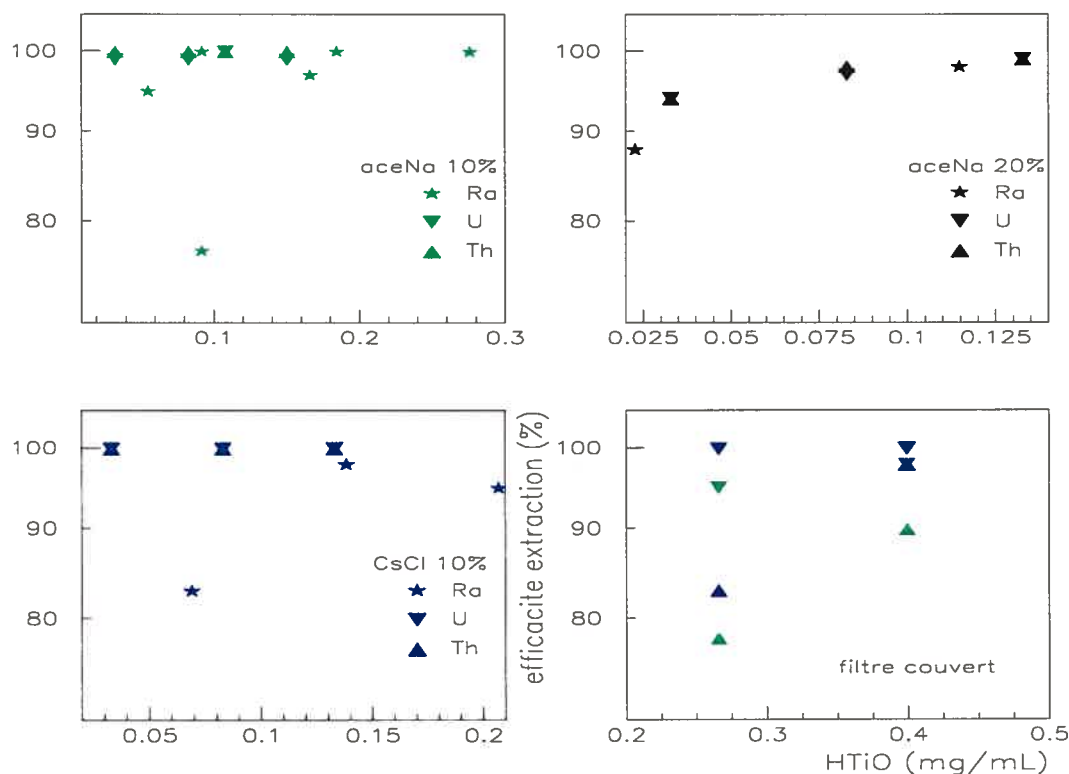 100
90
80
aceNa 10%
Ra
U
Th
0.1
0.2
0.3
100
90
80
aceNa 20%
Ra
U
Th
0.025
0.05
0.075
0.1
0.125
100
90
80
CsCl 10%
Ra
U
Th
0.05
0.1
0.15
0.2
efficacite extraction (%)
100
90
80
filtre couvert
0.2
0.3
0.4
0.5
HTiO (mg/mL)